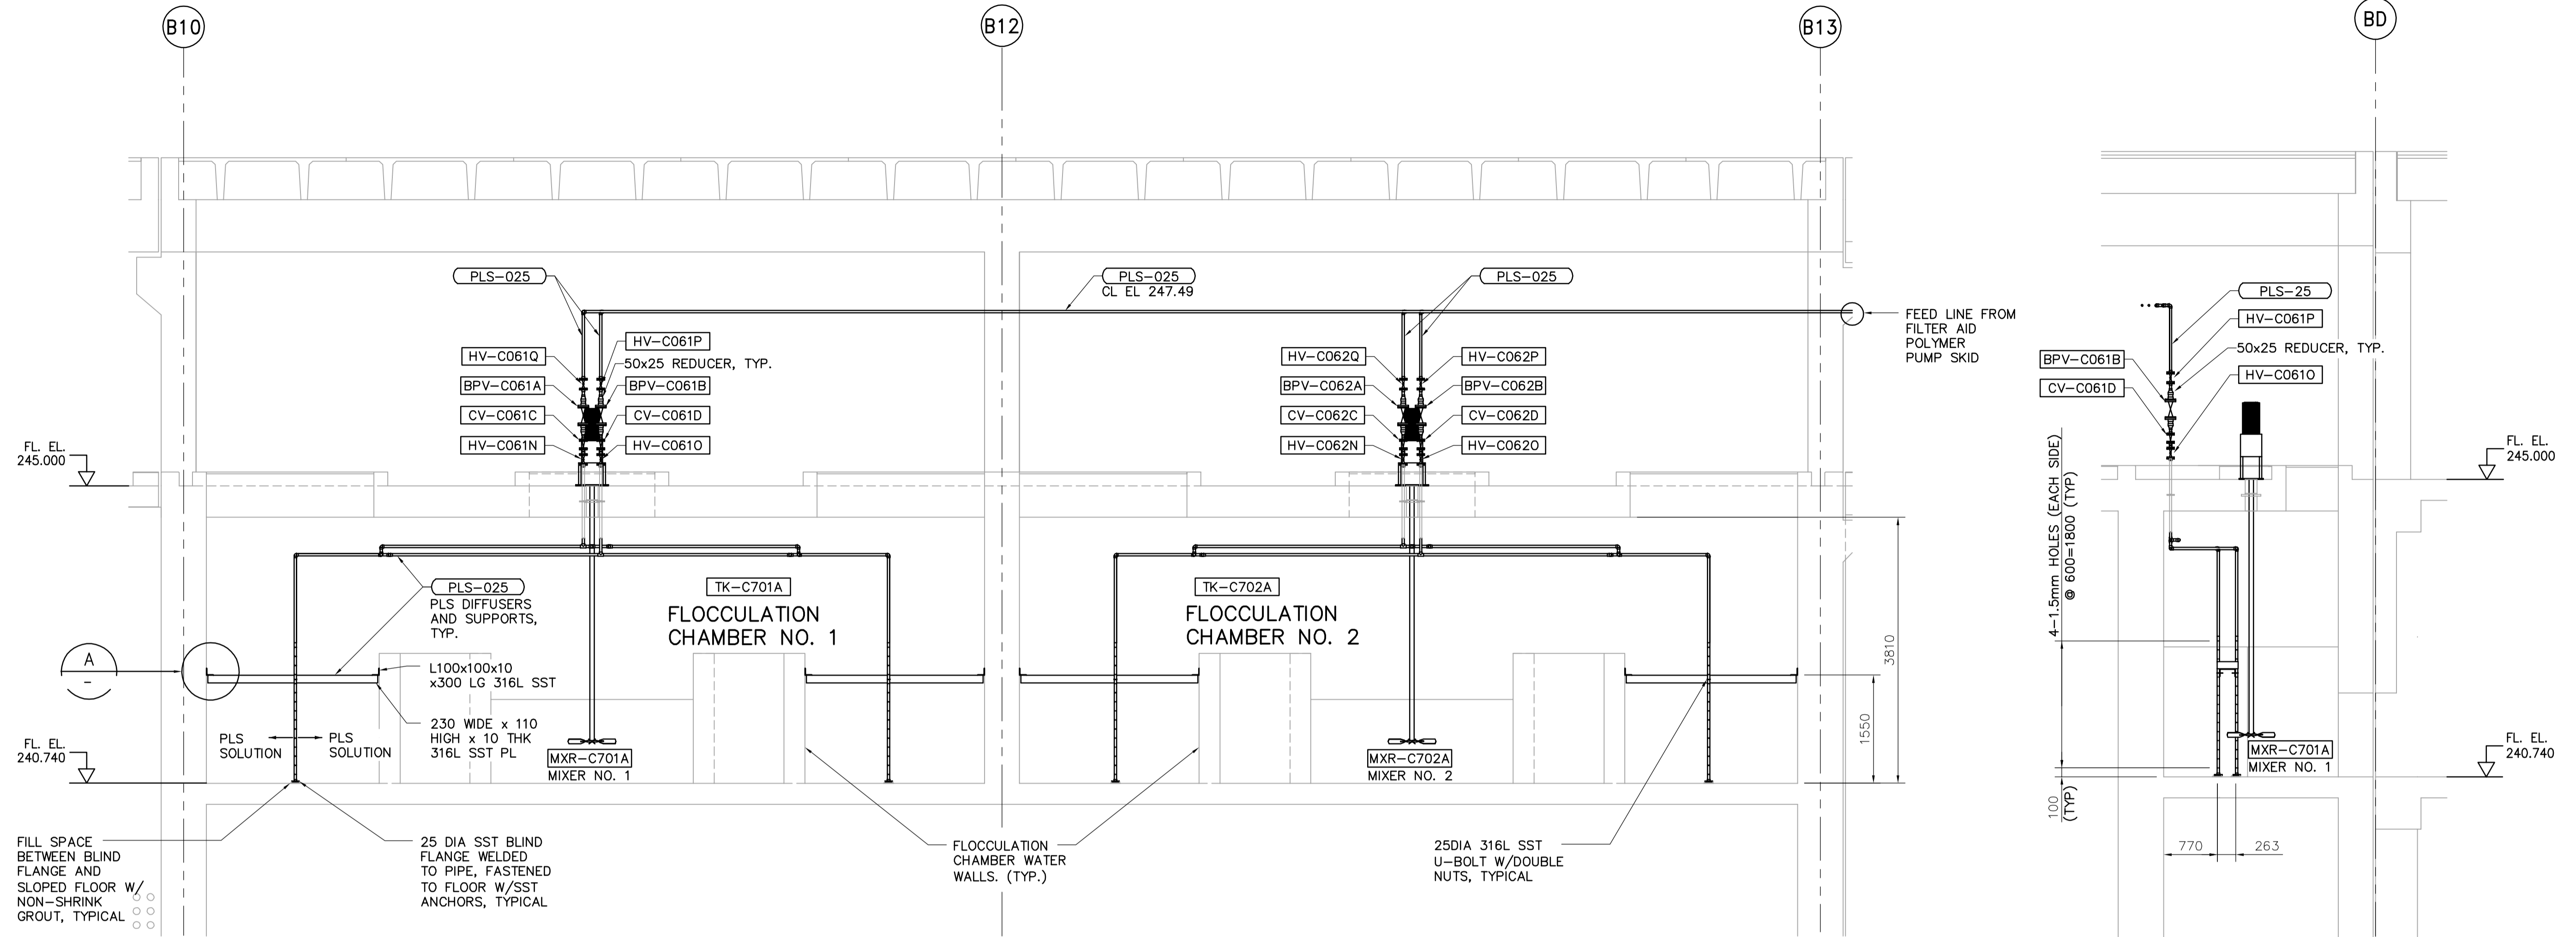 B10
B12
B13
BD
PLS-025
PLS-025
CL EL 247.49
PLS-025
FEED LINE FROM
FILTER AID
POLYMER
PUMP SKID
HV-C061Q
HV-C061P
50x25 REDUCER, TYP.
BPV-C061A
BPV-C061B
CV-C061C
CV-C061D
HV-C061N
HV-C061O
HV-C062Q
HV-C062P
BPV-C062A
BPV-C062B
CV-C062C
CV-C062D
HV-C062N
HV-C062O
FL. EL.
245.000
PLS-025
PLS DIFFUSERS
AND SUPPORTS,
TYP.
TK-C701A
FLOCCULATION
CHAMBER NO. 1
TK-C702A
FLOCCULATION
CHAMBER NO. 2
A
-
L100x100x10
x300 LG 316L SST
230 WIDE x 110
HIGH x 10 THK
316L SST PL
PLS
SOLUTION
PLS
SOLUTION
MXR-C701A
MIXER NO. 1
MXR-C702A
MIXER NO. 2
3810
1550
FL. EL.
240.740
FILL SPACE
BETWEEN BLIND
FLANGE AND
SLOPED FLOOR W/
NON-SHRINK
GROUT, TYPICAL
25 DIA SST BLIND
FLANGE WELDED
TO PIPE, FASTENED
TO FLOOR W/SST
ANCHORS, TYPICAL
FLOCCULATION
CHAMBER WATER
WALLS. (TYP.)
25DIA 316L SST
U-BOLT W/DOUBLE
NUTS, TYPICAL
PLS-25
HV-C061P
50x25 REDUCER, TYP.
BPV-C061B
CV-C061D
HV-C061O
4-1.5mm HOLES (EACH SIDE)
@ 600=1800 (TYP)
FL. EL.
245.000
MXR-C701A
MIXER NO. 1
FL. EL.
240.740
100
(TYP)
770
263